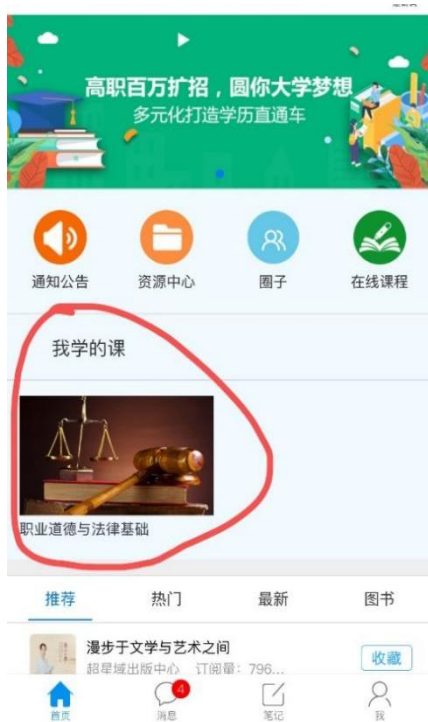 高职百万扩招，圆你大学梦想
多元化打造学历直通车
通知公告 资源中心 圈子 在线课程
我学的课
职业道德与法律基础
推荐 热门 最新 图书
漫步于文学与艺术之间
超星域出版中心 订阅量：796...
收藏
4
首页 消息 笔记 我